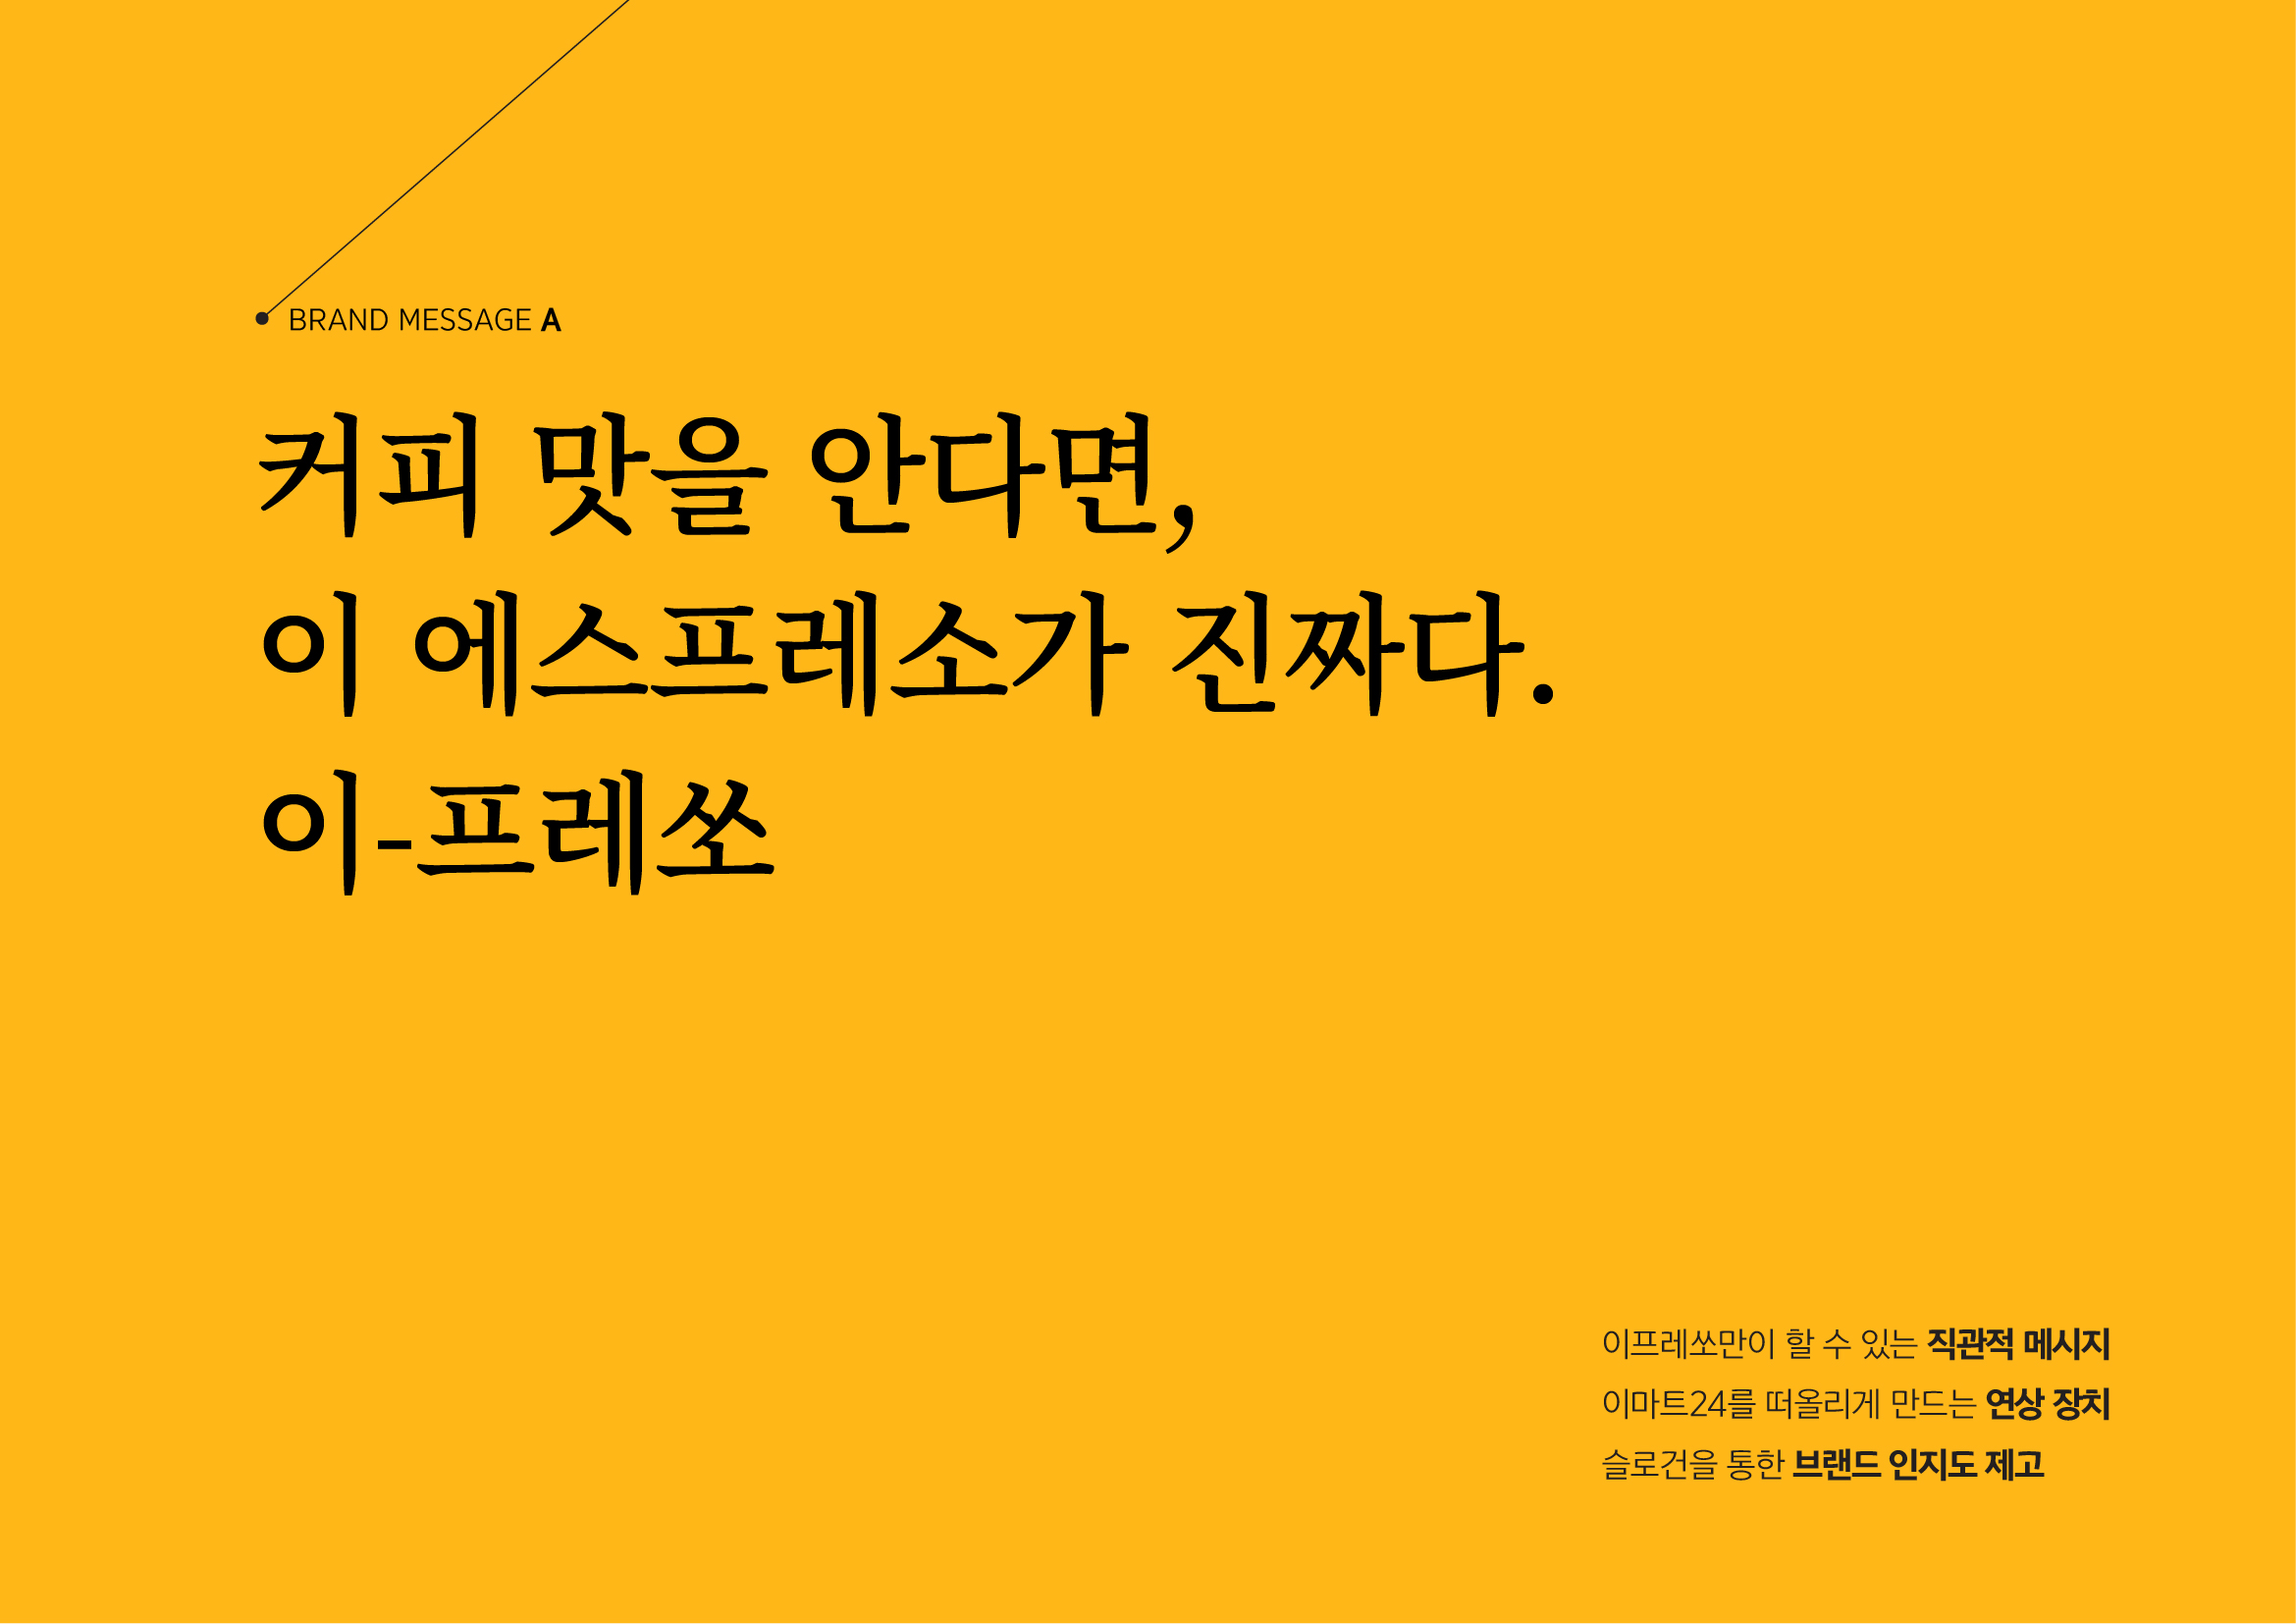 BRAND MESSAGE A
커피 맛을 안다면,
이 에스프레소가 진짜다.
이-프레쏘
이프레쏘만이 할 수 있는 직관적 메시지
이마트24를 떠올리게 만드는 연상 장치
슬로건을 통한 브랜드 인지도 제고